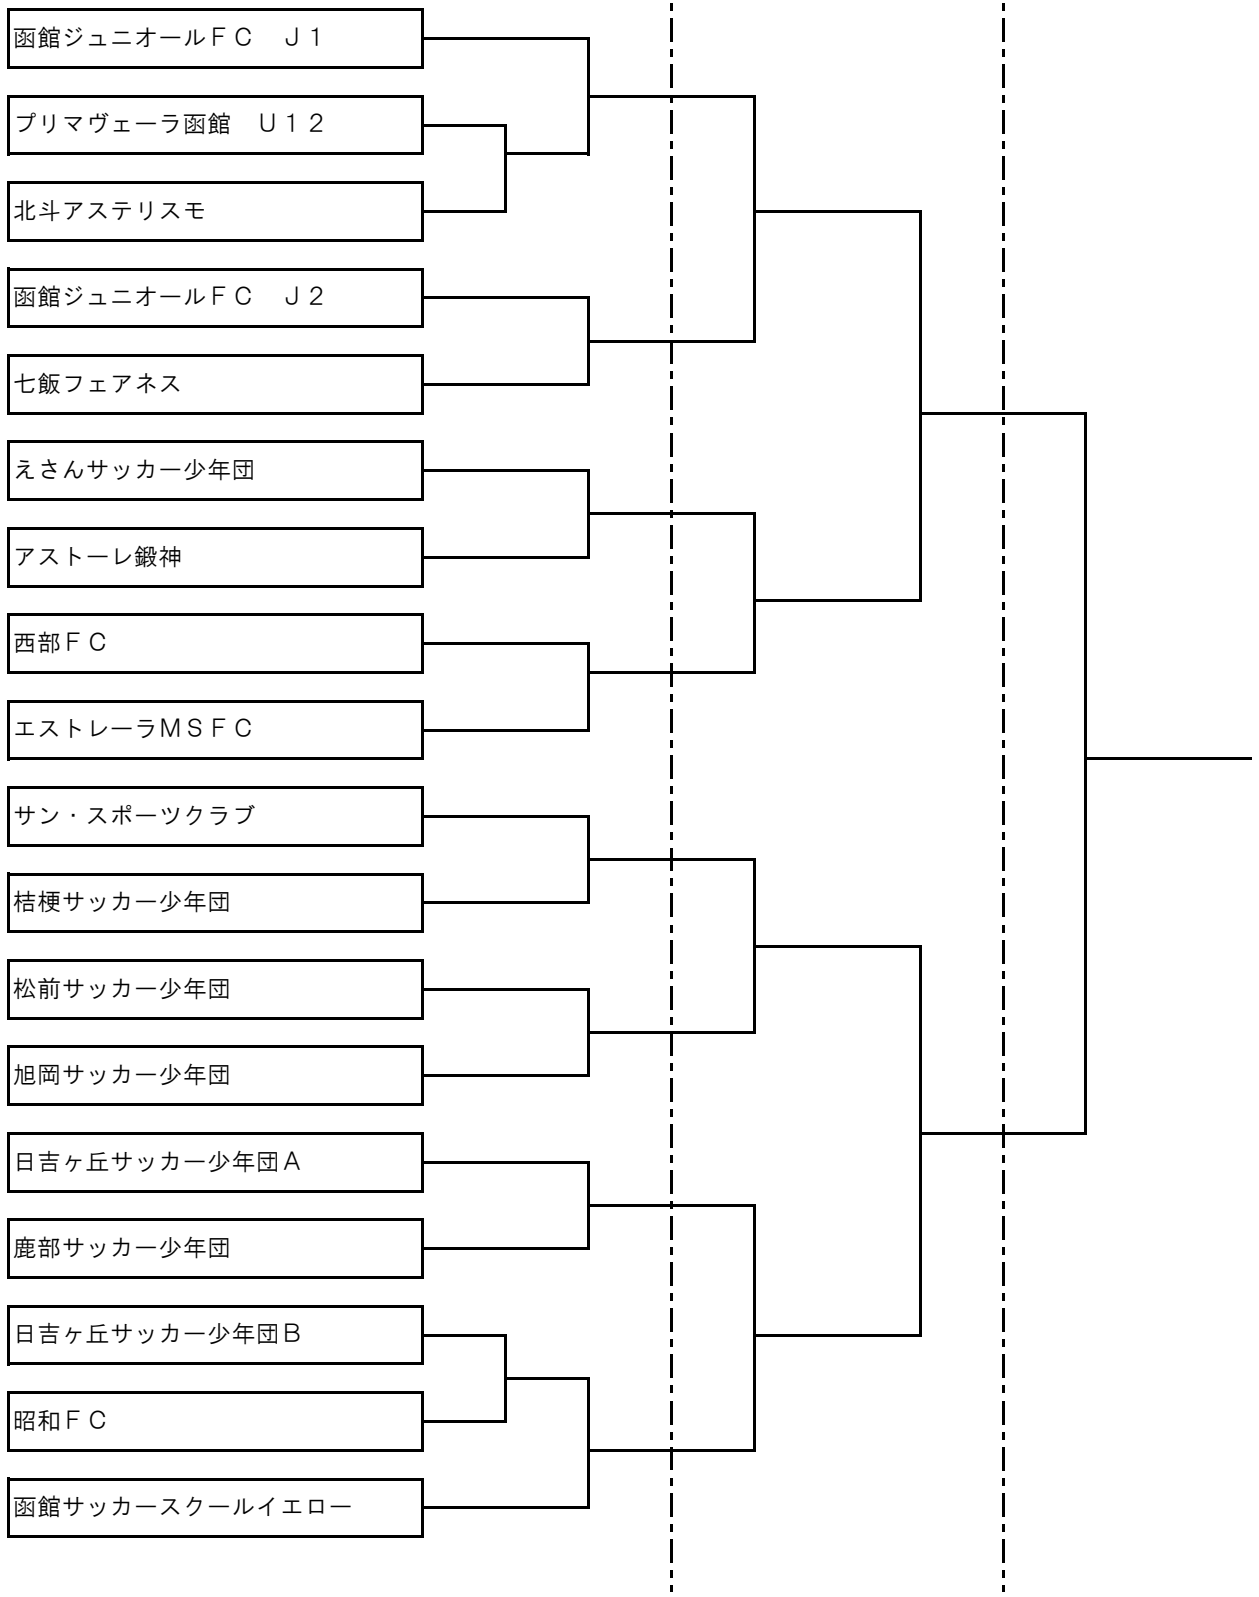 函館ジュニオールＦＣ　Ｊ１
プリマヴェーラ函館　Ｕ１２
北斗アステリスモ
函館ジュニオールＦＣ　Ｊ２
七飯フェアネス
えさんサッカー少年団
アストーレ鍛神
西部ＦＣ
エストレーラＭＳＦＣ
サン・スポーツクラブ
桔梗サッカー少年団
松前サッカー少年団
旭岡サッカー少年団
日吉ヶ丘サッカー少年団Ａ
鹿部サッカー少年団
日吉ヶ丘サッカー少年団Ｂ
昭和ＦＣ
函館サッカースクールイエロー